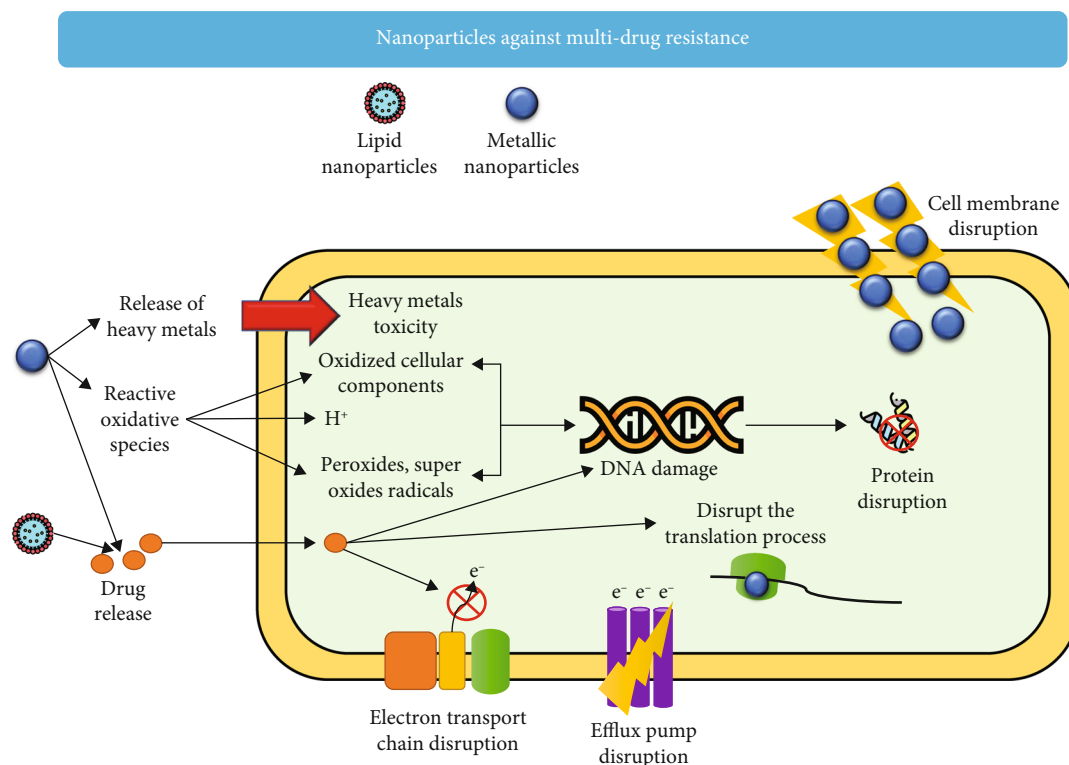 Nanoparticles against multi-drug resistance
Lipid
nanoparticles
Metallic
nanoparticles
Cell membrane
disruption
Release of
heavy metals
Heavy metals
toxicity
Reactive
oxidative
species
Oxidized cellular
components
H⁺
Peroxides, super
oxides radicals
DNA damage
Protein
disruption
Disrupt the
translation process
Drug
release
e⁻
e⁻ e⁻ e⁻
Electron transport
chain disruption
Efflux pump
disruption